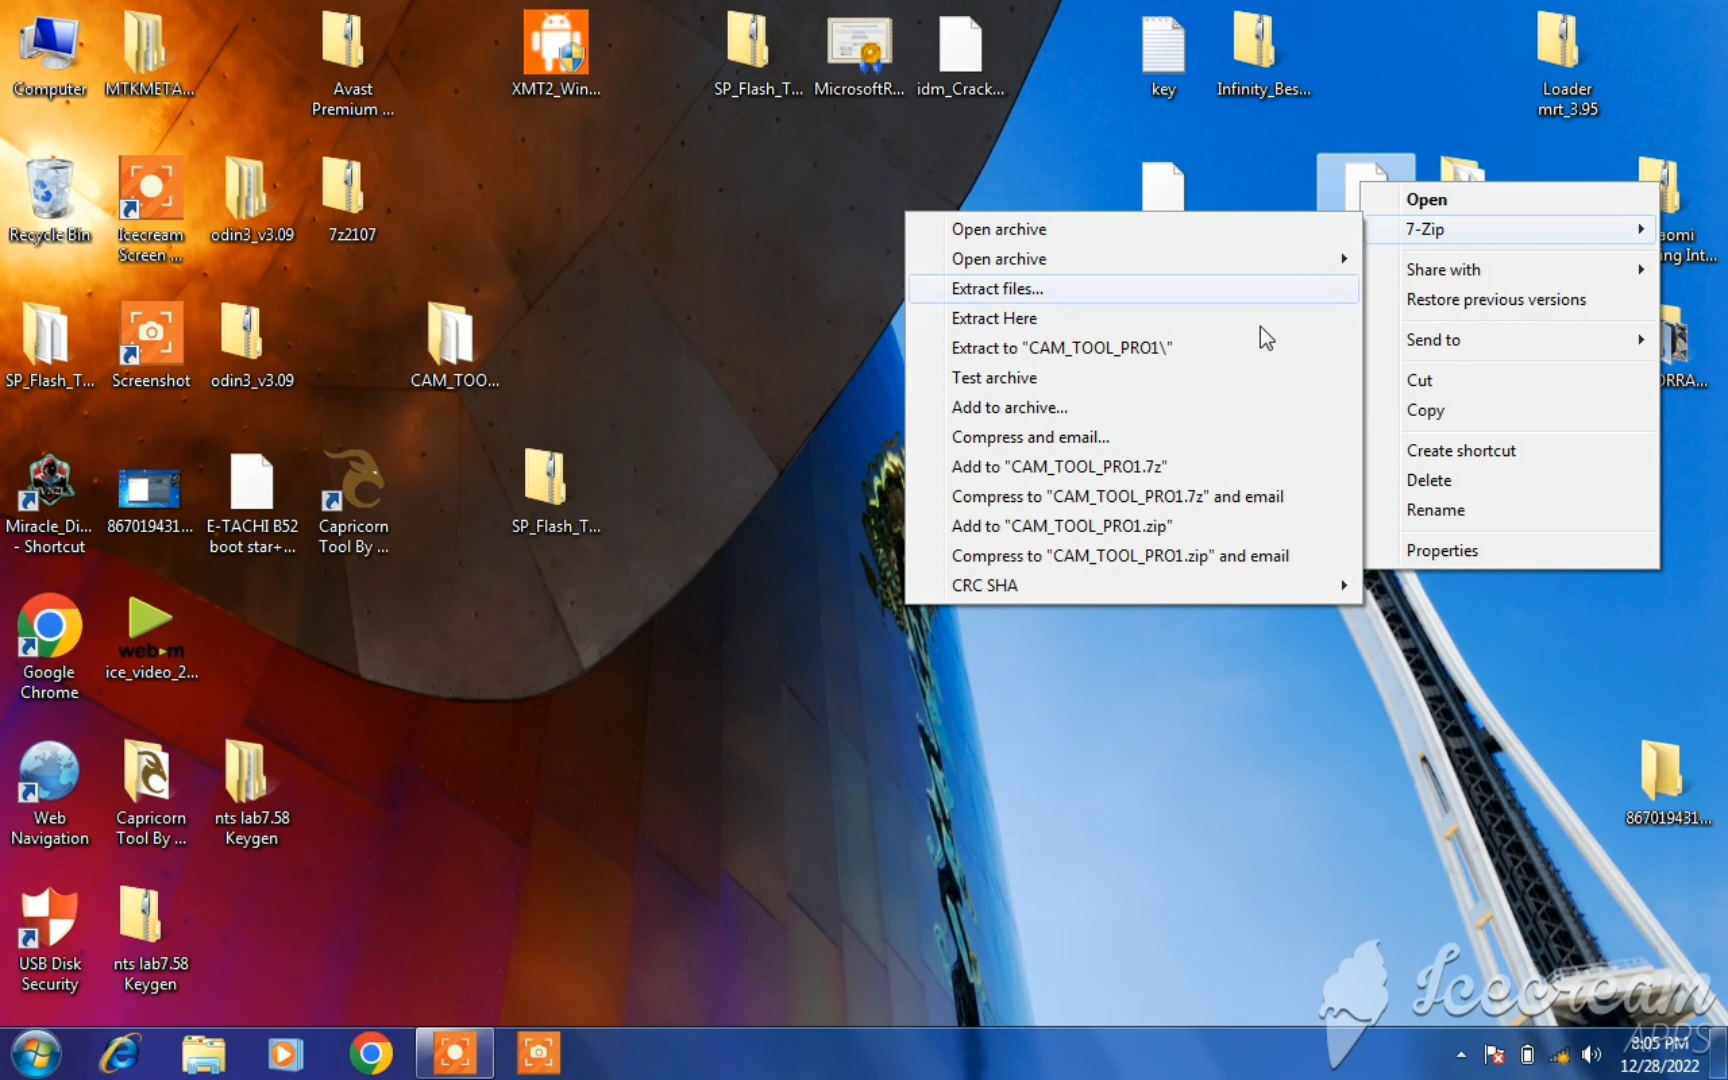 Computer
MTKMETA...
Avast
Premium ...
XMT2_Win...
SP_Flash_T...
MicrosoftR...
idm_Crack...
key
Infinity_Bes...
Loader
mrt_3.95
Recycle Bin
Icecream
Screen ...
odin3_v3.09
7z2107
aomi
ing Int...
Open
7-Zip
Share with
Restore previous versions
Send to
Cut
Copy
Create shortcut
Delete
Rename
Properties
Open archive
Open archive
Extract files...
Extract Here
Extract to "CAM_TOOL_PRO1\"
Test archive
Add to archive...
Compress and email...
Add to "CAM_TOOL_PRO1.7z"
Compress to "CAM_TOOL_PRO1.7z" and email
Add to "CAM_TOOL_PRO1.zip"
Compress to "CAM_TOOL_PRO1.zip" and email
CRC SHA
SP_Flash_T...
Screenshot
odin3_v3.09
CAM_TOO...
ORRA...
Miracle_Di...
- Shortcut
867019431...
E-TACHI B52
boot star+...
Capricorn
Tool By ...
SP_Flash_T...
Google
Chrome
web-m
ice_video_2...
Web
Navigation
Capricorn
Tool By ...
nts lab7.58
Keygen
867019431...
USB Disk
Security
nts lab7.58
Keygen
Icecream
APPS
8:05 PM
12/28/2022